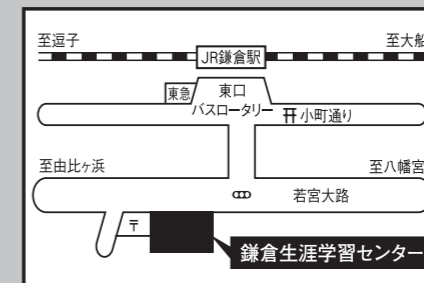 至逗子
至大船
JR鎌倉駅
東急
東口
バスロータリー
小町通り
至由比ヶ浜
至八幡宮
若宮大路
〒
鎌倉生涯学習センター